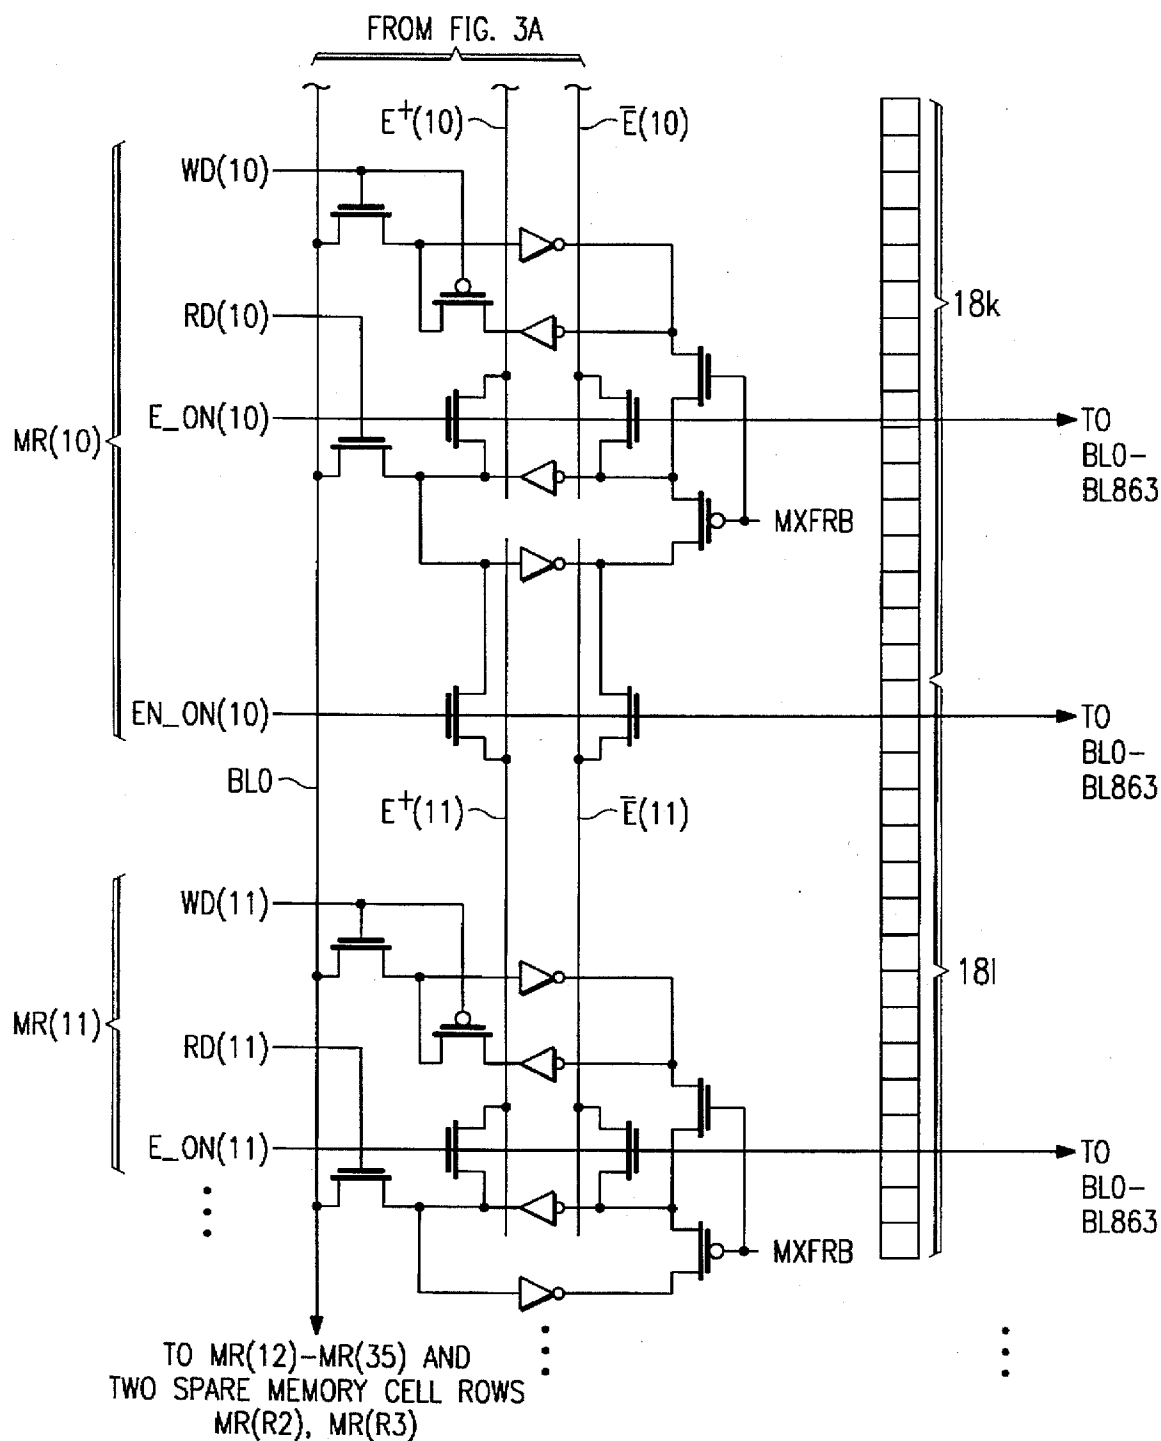 FROM FIG. 3A
E+(10)
E̅(10)
WD(10)
RD(10)
18k
E_ON(10)
TO
BL0-
BL863
MR(10)
MXFRB
EN_ON(10)
TO
BL0-
BL863
BL0
E+(11)
E̅(11)
WD(11)
18l
MR(11)
RD(11)
E_ON(11)
TO
BL0-
BL863
MXFRB
TO MR(12)-MR(35) AND
TWO SPARE MEMORY CELL ROWS
MR(R2), MR(R3)